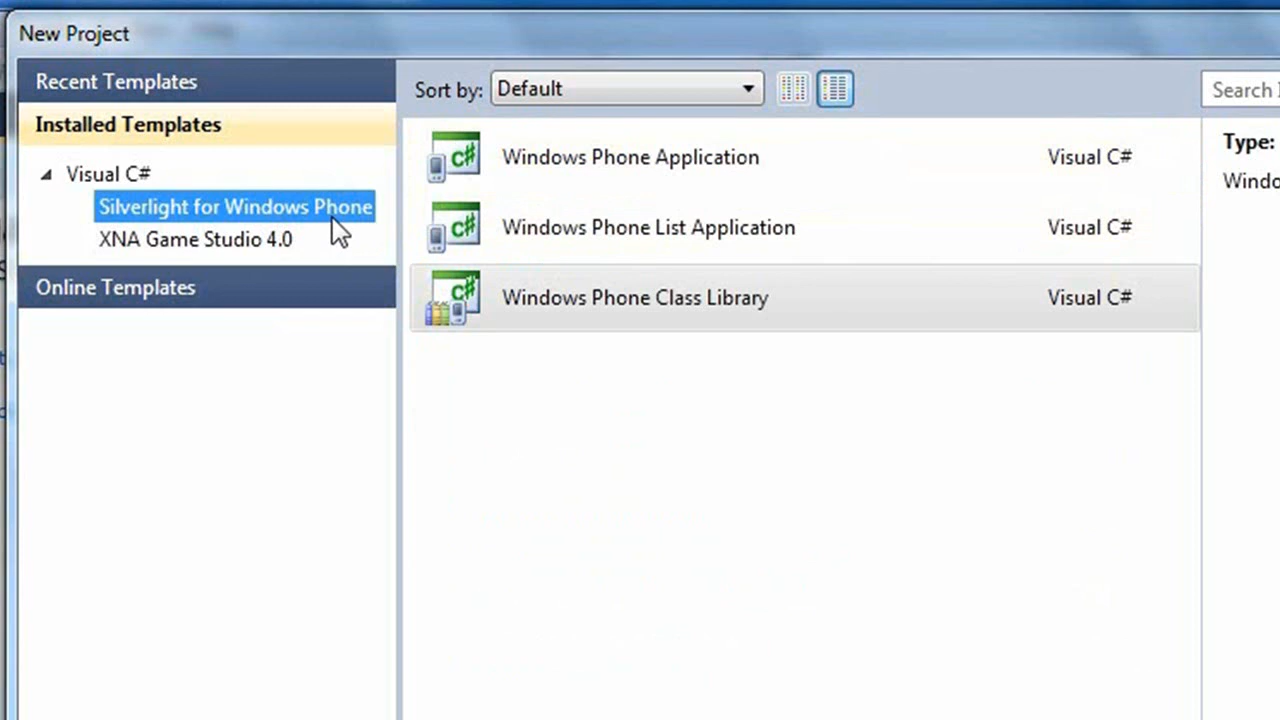 New Project
Recent Templates
Installed Templates
Visual C#
Silverlight for Windows Phone
XNA Game Studio 4.0
Online Templates
Sort by: Default
Windows Phone Application Visual C#
Windows Phone List Application Visual C#
Windows Phone Class Library Visual C#
Search
Type: